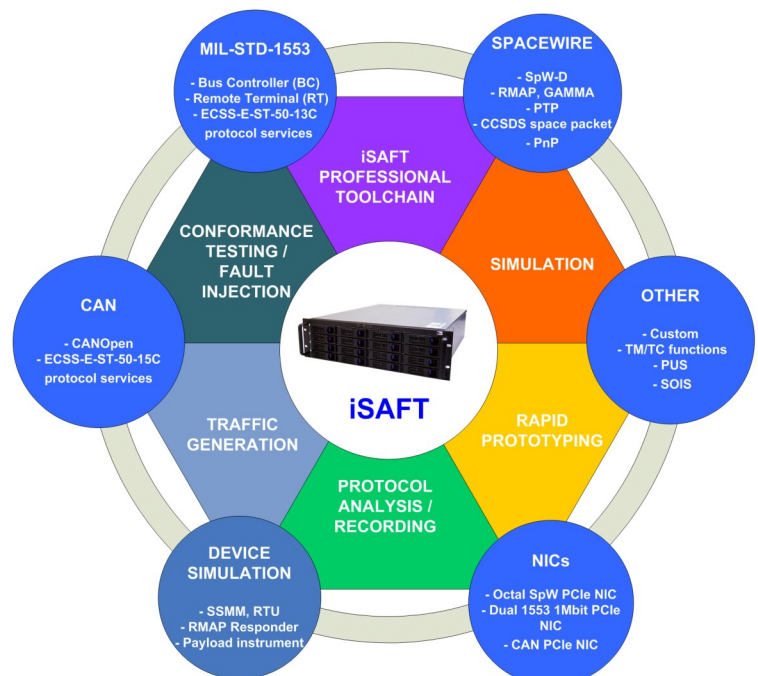 MIL-STD-1553
- Bus Controller (BC)
- Remote Terminal (RT)
- ECSS-E-ST-50-13C
protocol services
SPACEWIRE
- SpW-D
- RMAP, GAMMA
- PTP
- CCSDS space packet
- PnP
iSAFT
PROFESSIONAL
TOOLCHAIN
CONFORMANCE
TESTING /
FAULT
INJECTION
SIMULATION
CAN
- CANOpen
- ECSS-E-ST-50-15C
protocol services
OTHER
- Custom
- TM/TC functions
- PUS
- SOIS
iSAFT
TRAFFIC
GENERATION
RAPID
PROTOTYPING
PROTOCOL
ANALYSIS /
RECORDING
DEVICE
SIMULATION
- SSMM, RTU
- RMAP Responder
- Payload instrument
NICs
- Octal SpW PCIe NIC
- Dual 1553 1Mbit PCIe
NIC
- CAN PCIe NIC